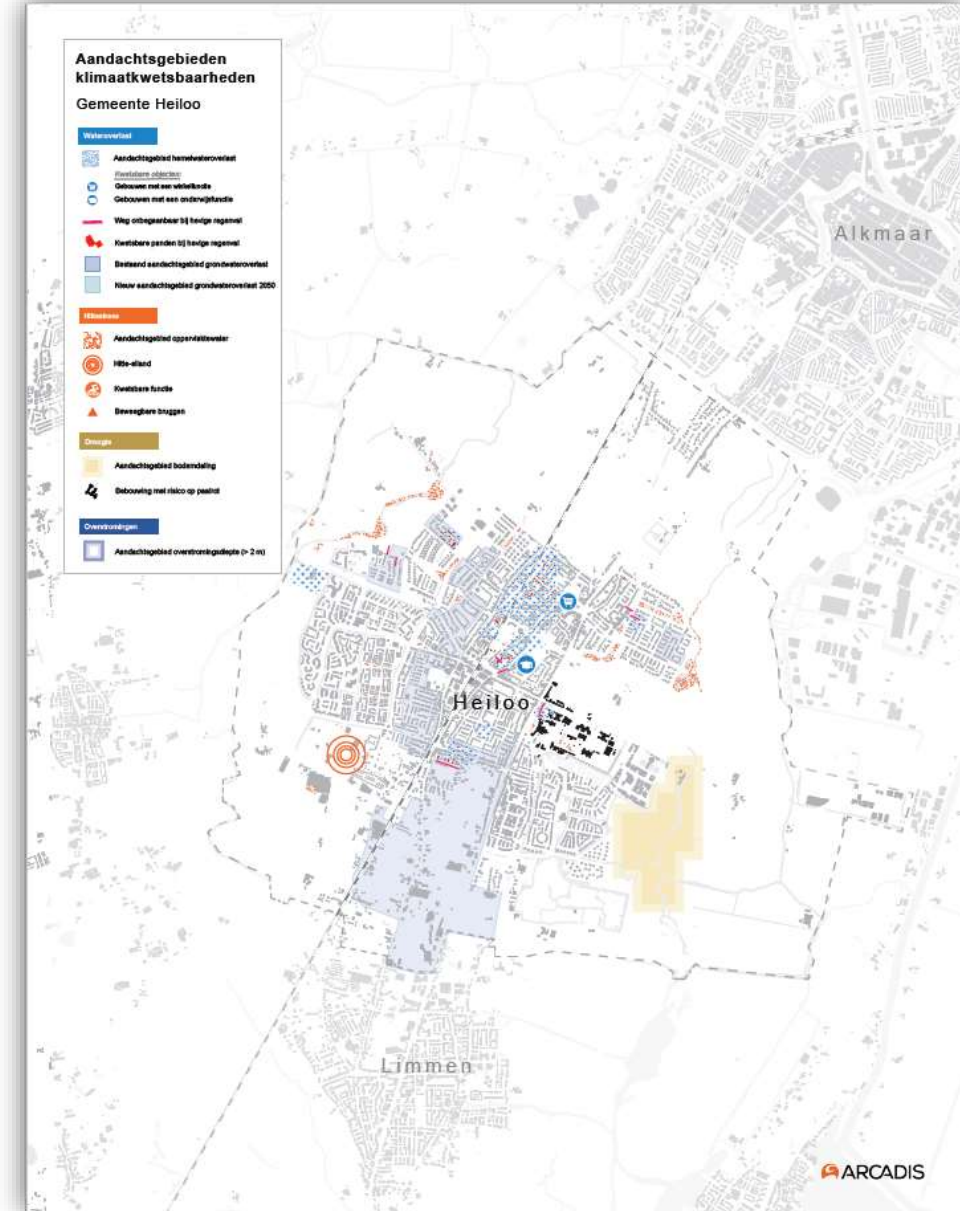 Aandachtsgebieden
klimaatkwetsbaarheden
Gemeente Heiloo
Wateroverlast
Aandachtsgebied hemelwateroverlast
Kwetsbare objecten:
Gebouwen met een winkelfunctie
Gebouwen met een onderwijsfunctie
Weg onbegaanbaar bij hevige regenval
Kwetsbare panden bij hevige regenval
Bestaand aandachtsgebied grondwateroverlast
Nieuw aandachtsgebied grondwateroverlast 2050
Hittestress
Aandachtsgebied oppervlaktewater
Hitte-eiland
Kwetsbare functie
Beweegbare bruggen
Droogte
Aandachtsgebied bodemdaling
Bebouwing met risico op paalrot
Overstromingen
Aandachtsgebied overstromingsdiepte (> 2 m)
Alkmaar
Heiloo
Limmen
ARCADIS